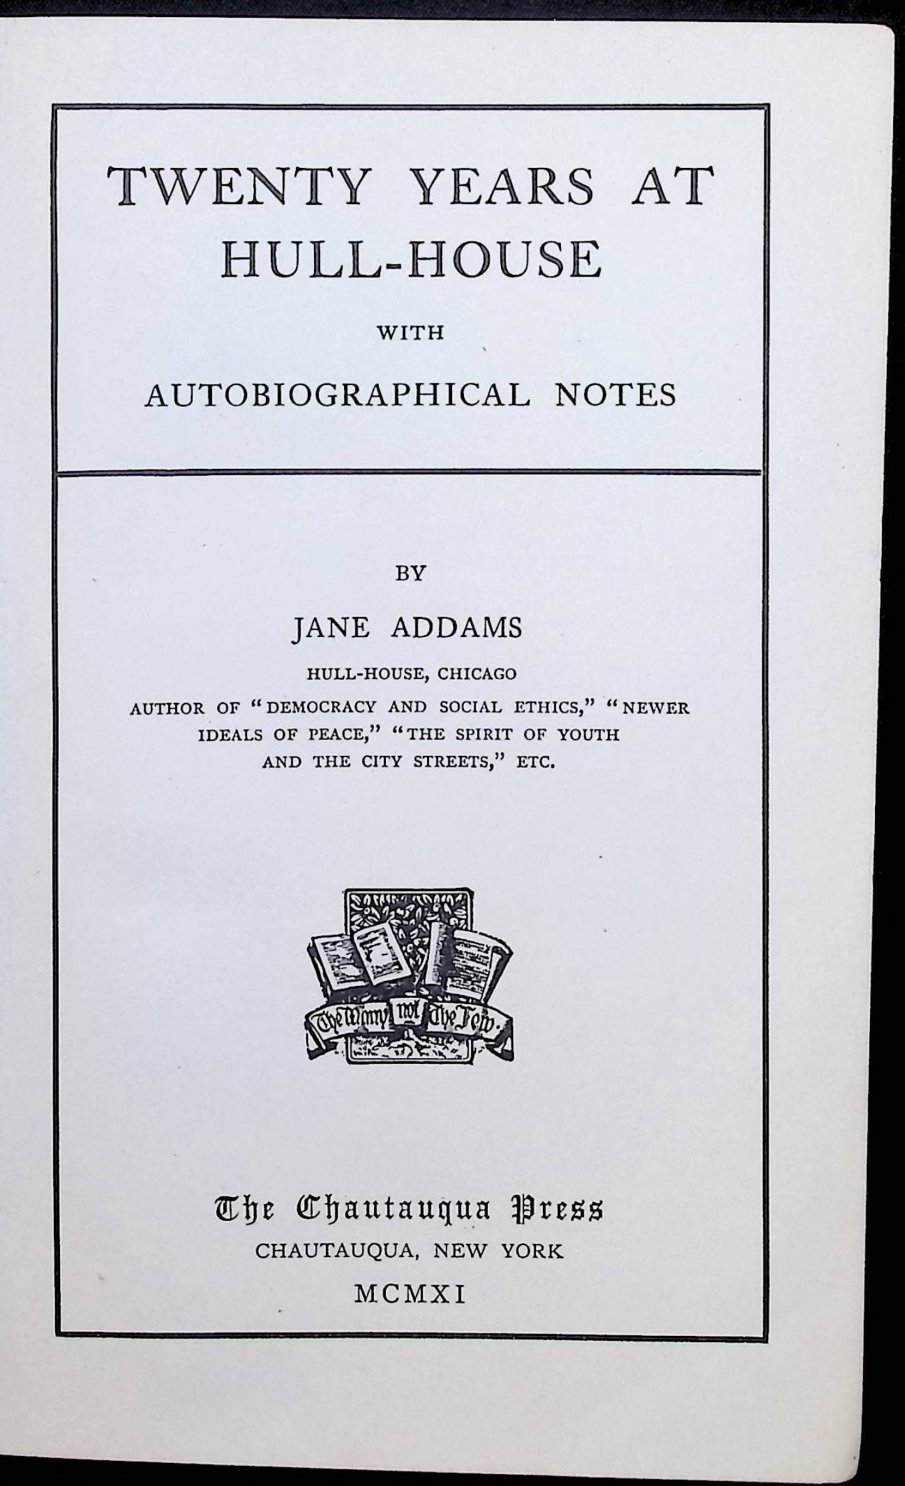 TWENTY YEARS AT
HULL-HOUSE
WITH
AUTOBIOGRAPHICAL NOTES
BY
JANE ADDAMS
HULL-HOUSE, CHICAGO
AUTHOR OF “DEMOCRACY AND SOCIAL ETHICS,” “NEWER
IDEALS OF PEACE,” “THE SPIRIT OF YOUTH
AND THE CITY STREETS,” ETC.
The Many not The Few.
The Chautauqua Press
CHAUTAUQUA, NEW YORK
MCMXI